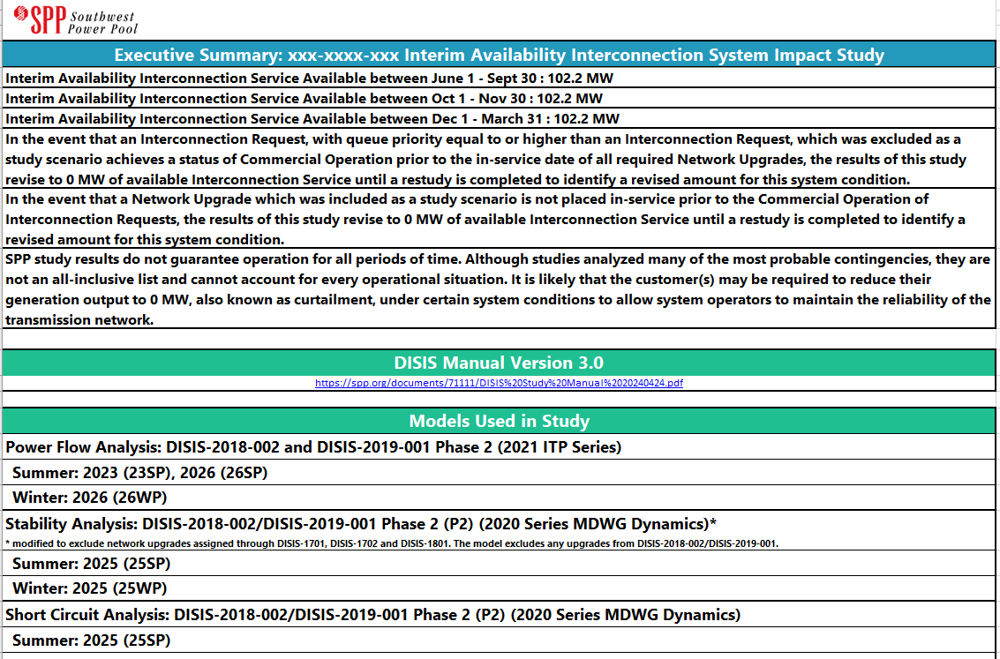 SPP Southwest
Power Pool
Executive Summary: xxx-xxxx-xxx Interim Availability Interconnection System Impact Study
Interim Availability Interconnection Service Available between June 1 - Sept 30 : 102.2 MW
Interim Availability Interconnection Service Available between Oct 1 - Nov 30 : 102.2 MW
Interim Availability Interconnection Service Available between Dec 1 - March 31 : 102.2 MW
In the event that an Interconnection Request, with queue priority equal to or higher than an Interconnection Request, which was excluded as a
study scenario achieves a status of Commercial Operation prior to the in-service date of all required Network Upgrades, the results of this study
revise to 0 MW of available Interconnection Service until a restudy is completed to identify a revised amount for this system condition.
In the event that a Network Upgrade which was included as a study scenario is not placed in-service prior to the Commercial Operation of
Interconnection Requests, the results of this study revise to 0 MW of available Interconnection Service until a restudy is completed to identify a
revised amount for this system condition.
SPP study results do not guarantee operation for all periods of time. Although studies analyzed many of the most probable contingencies, they are
not an all-inclusive list and cannot account for every operational situation. It is likely that the customer(s) may be required to reduce their
generation output to 0 MW, also known as curtailment, under certain system conditions to allow system operators to maintain the reliability of the
transmission network.
DISIS Manual Version 3.0
https://spp.org/documents/71111/DISIS%20Study%20Manual%2020240424.pdf
Models Used in Study
Power Flow Analysis: DISIS-2018-002 and DISIS-2019-001 Phase 2 (2021 ITP Series)
Summer: 2023 (23SP), 2026 (26SP)
Winter: 2026 (26WP)
Stability Analysis: DISIS-2018-002/DISIS-2019-001 Phase 2 (P2) (2020 Series MDWG Dynamics)*
* modified to exclude network upgrades assigned through DISIS-1701, DISIS-1702 and DISIS-1801. The model excludes any upgrades from DISIS-2018-002/DISIS-2019-001.
Summer: 2025 (25SP)
Winter: 2025 (25WP)
Short Circuit Analysis: DISIS-2018-002/DISIS-2019-001 Phase 2 (P2) (2020 Series MDWG Dynamics)
Summer: 2025 (25SP)